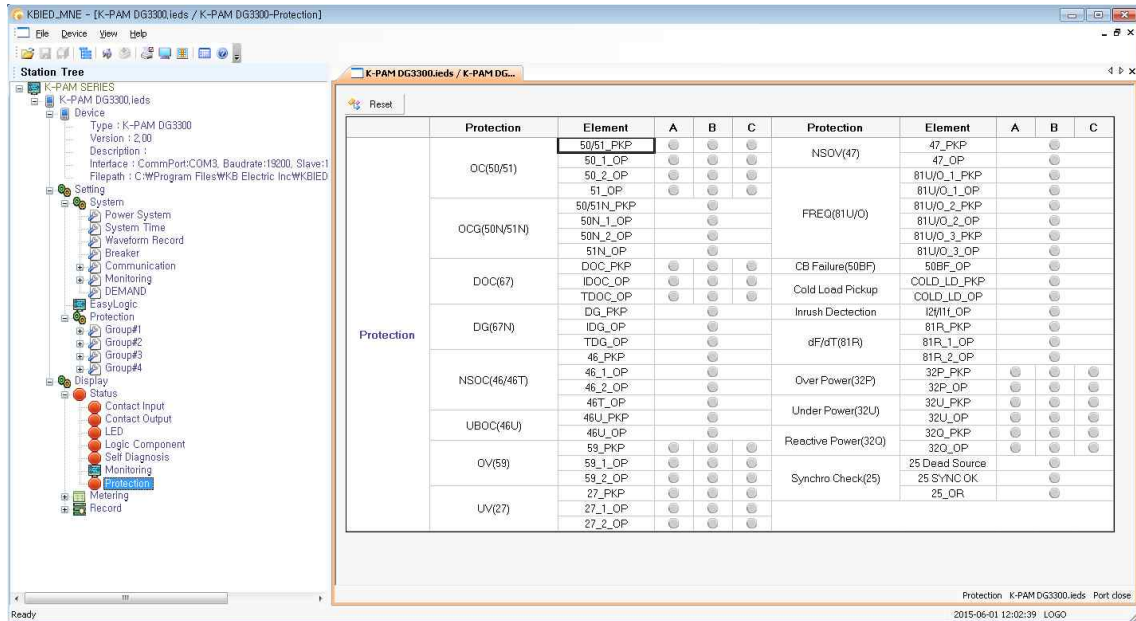 KBIED_MNE - [K-PAM DG3300,ieds / K-PAM DG3300-Protection]
File Device View Help
Station Tree
K-PAM SERIES
K-PAM DG3300,ieds
Device
Type : K-PAM DG3300
Version : 2,00
Description :
Interface : CommPort:COM3, Baudrate:19200, Slave:1
Filepath : C:₩Program Files₩KB Electric Inc₩KBIED
Setting
System
Power System
System Time
Waveform Record
Breaker
Communication
Monitoring
DEMAND
EasyLogic
Protection
Group#1
Group#2
Group#3
Group#4
Display
Status
Contact Input
Contact Output
LED
Logic Component
Self Diagnosis
Monitoring
Protection
Metering
Record
K-PAM DG3300.ieds / K-PAM DG...
Reset
Protection Element A B C Protection Element A B C
Protection
OC(50/51)
50/51_PKP
50_1_OP
50_2_OP
51_OP
OCG(50N/51N)
50/51N_PKP
50N_1_OP
50N_2_OP
51N_OP
DOC(67)
DOC_PKP
IDOC_OP
TDOC_OP
DG(67N)
DG_PKP
IDG_OP
TDG_OP
NSOC(46/46T)
46_PKP
46_1_OP
46_2_OP
46T_OP
UBOC(46U)
46U_PKP
46U_OP
OV(59)
59_PKP
59_1_OP
59_2_OP
UV(27)
27_PKP
27_1_OP
27_2_OP
NSOV(47)
47_PKP
47_OP
FREQ(81U/O)
81U/O_1_PKP
81U/O_1_OP
81U/O_2_PKP
81U/O_2_OP
81U/O_3_PKP
81U/O_3_OP
CB Failure(50BF)
50BF_OP
Cold Load Pickup
COLD_LD_PKP
COLD_LD_OP
Inrush Dectection
I2f/I1f_OP
dF/dT(81R)
81R_PKP
81R_1_OP
81R_2_OP
Over Power(32P)
32P_PKP
32P_OP
Under Power(32U)
32U_PKP
32U_OP
Reactive Power(32Q)
32Q_PKP
32Q_OP
Synchro Check(25)
25 Dead Source
25 SYNC OK
25_OR
Protection K-PAM DG3300.ieds Port close
Ready 2015-06-01 12:02:39 LOGO